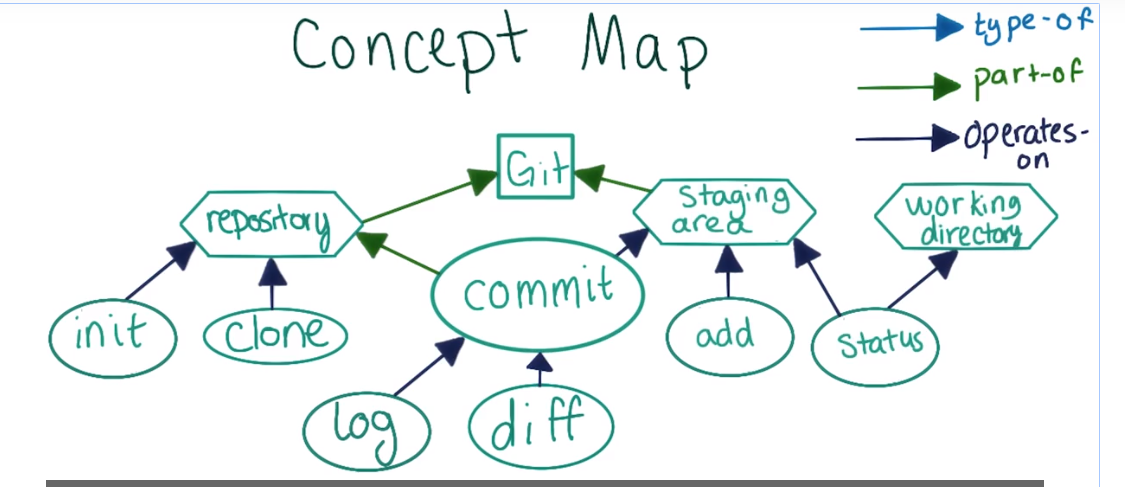 Concept Map
type-of
part-of
operates-
on
Git
repository
Staging
area
working
directory
commit
init
clone
add
Status
log
diff